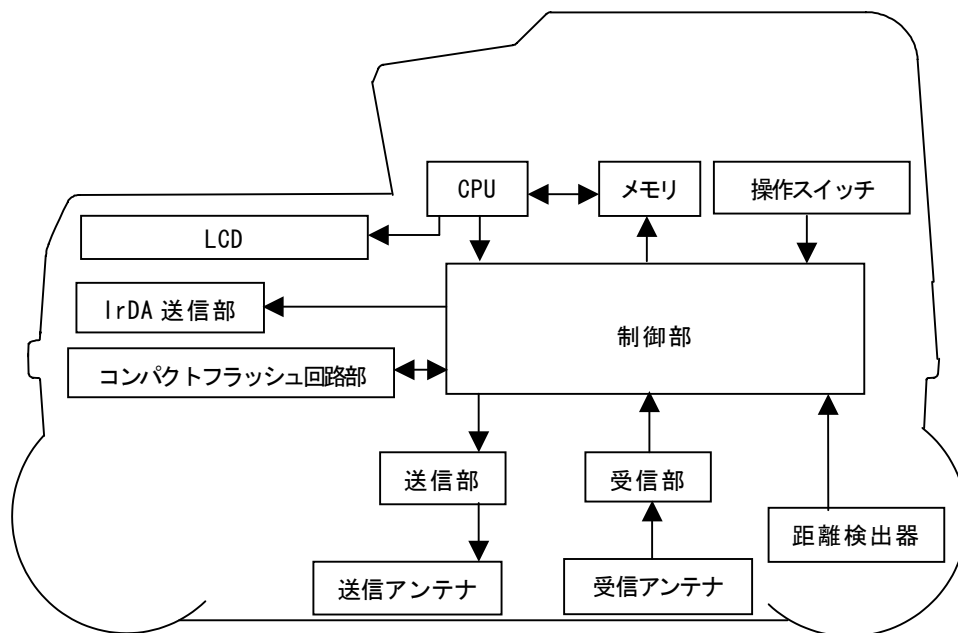 CPU
メモリ
操作スイッチ
LCD
IrDA 送信部
制御部
コンパクトフラッシュ回路部
送信部
受信部
距離検出器
送信アンテナ
受信アンテナ